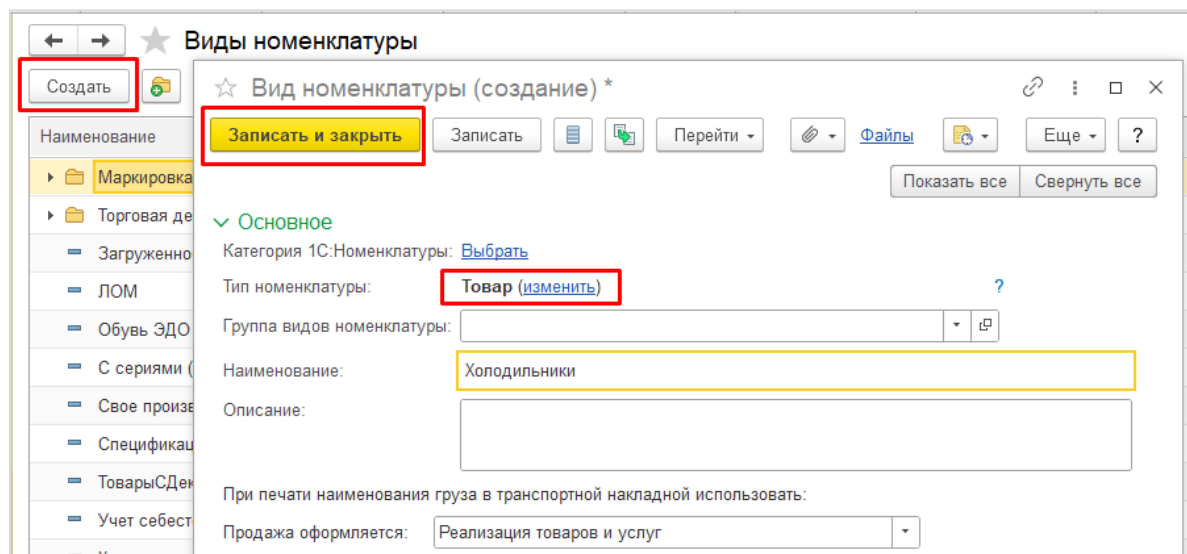 Виды номенклатуры
Создать
Вид номенклатуры (создание) *
Наименование
Записать и закрыть Записать Перейти Файлы Еще ?
Маркировка
Показать все Свернуть все
Торговая де
Основное
Загруженно
Категория 1С:Номенклатуры: Выбрать
ЛОМ
Тип номенклатуры: Товар (изменить) ?
Обувь ЭДО
Группа видов номенклатуры:
С сериями (
Наименование: Холодильники
Свое произв
Описание:
Спецификац
ТоварыСДек
При печати наименования груза в транспортной накладной использовать:
Учет себест
Продажа оформляется: Реализация товаров и услуг